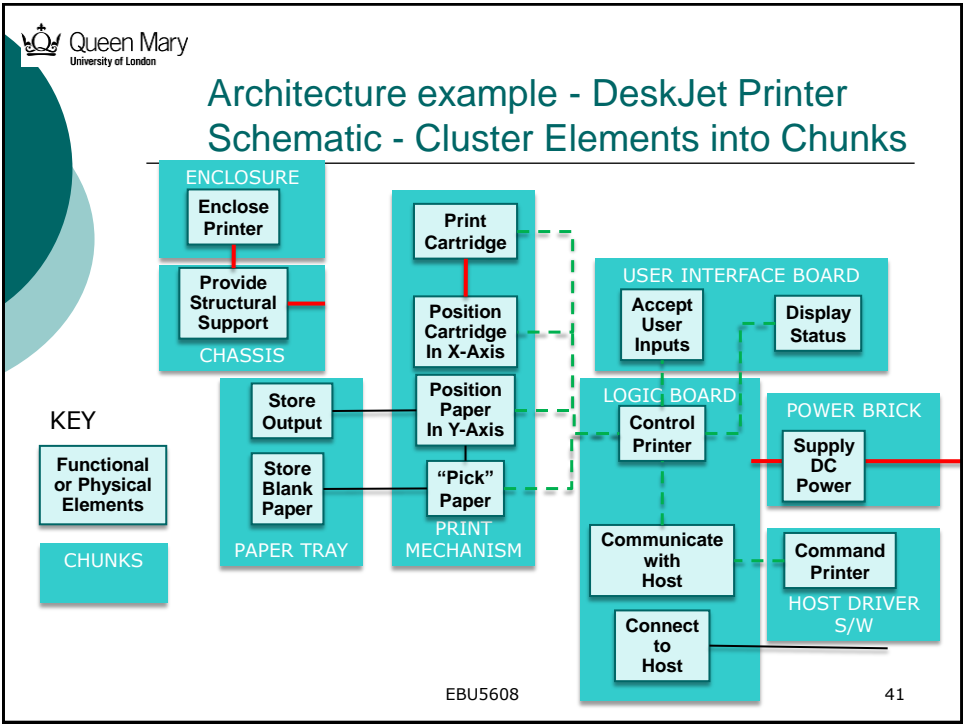 Queen Mary
University of London
Architecture example - DeskJet Printer
Schematic - Cluster Elements into Chunks
ENCLOSURE
Enclose
Printer
Provide
Structural
Support
CHASSIS
Print
Cartridge
Position
Cartridge
In X-Axis
Position
Paper
In Y-Axis
“Pick”
Paper
PRINT
MECHANISM
Store
Output
Store
Blank
Paper
PAPER TRAY
USER INTERFACE BOARD
Accept
User
Inputs
Display
Status
LOGIC BOARD
Control
Printer
Communicate
with
Host
Connect
to
Host
POWER BRICK
Supply
DC
Power
Command
Printer
HOST DRIVER
S/W
KEY
Functional
or Physical
Elements
CHUNKS
EBU5608
41